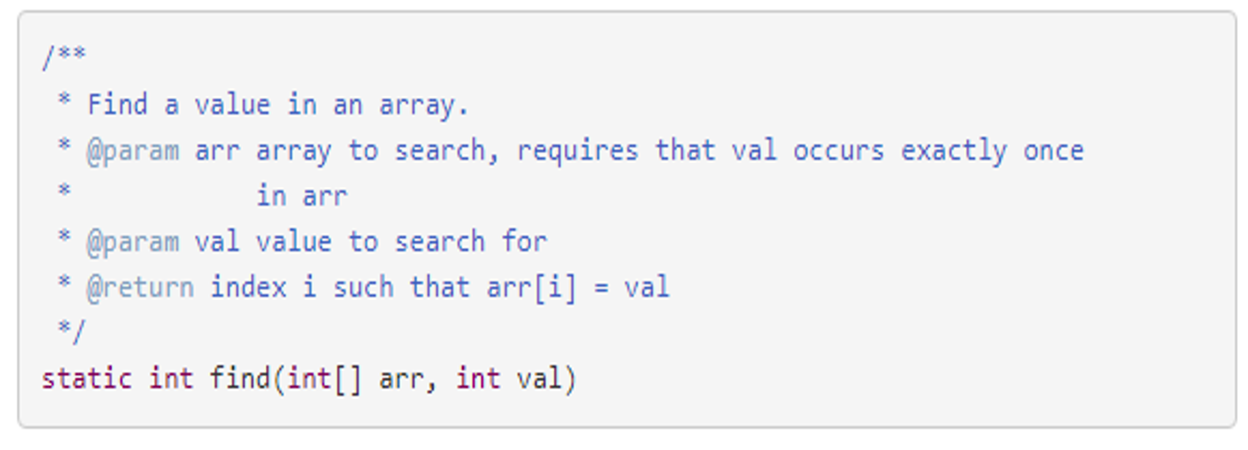 /**
 * Find a value in an array.
 * @param arr array to search, requires that val occurs exactly once
 *            in arr
 * @param val value to search for
 * @return index i such that arr[i] = val
 */
static int find(int[] arr, int val)